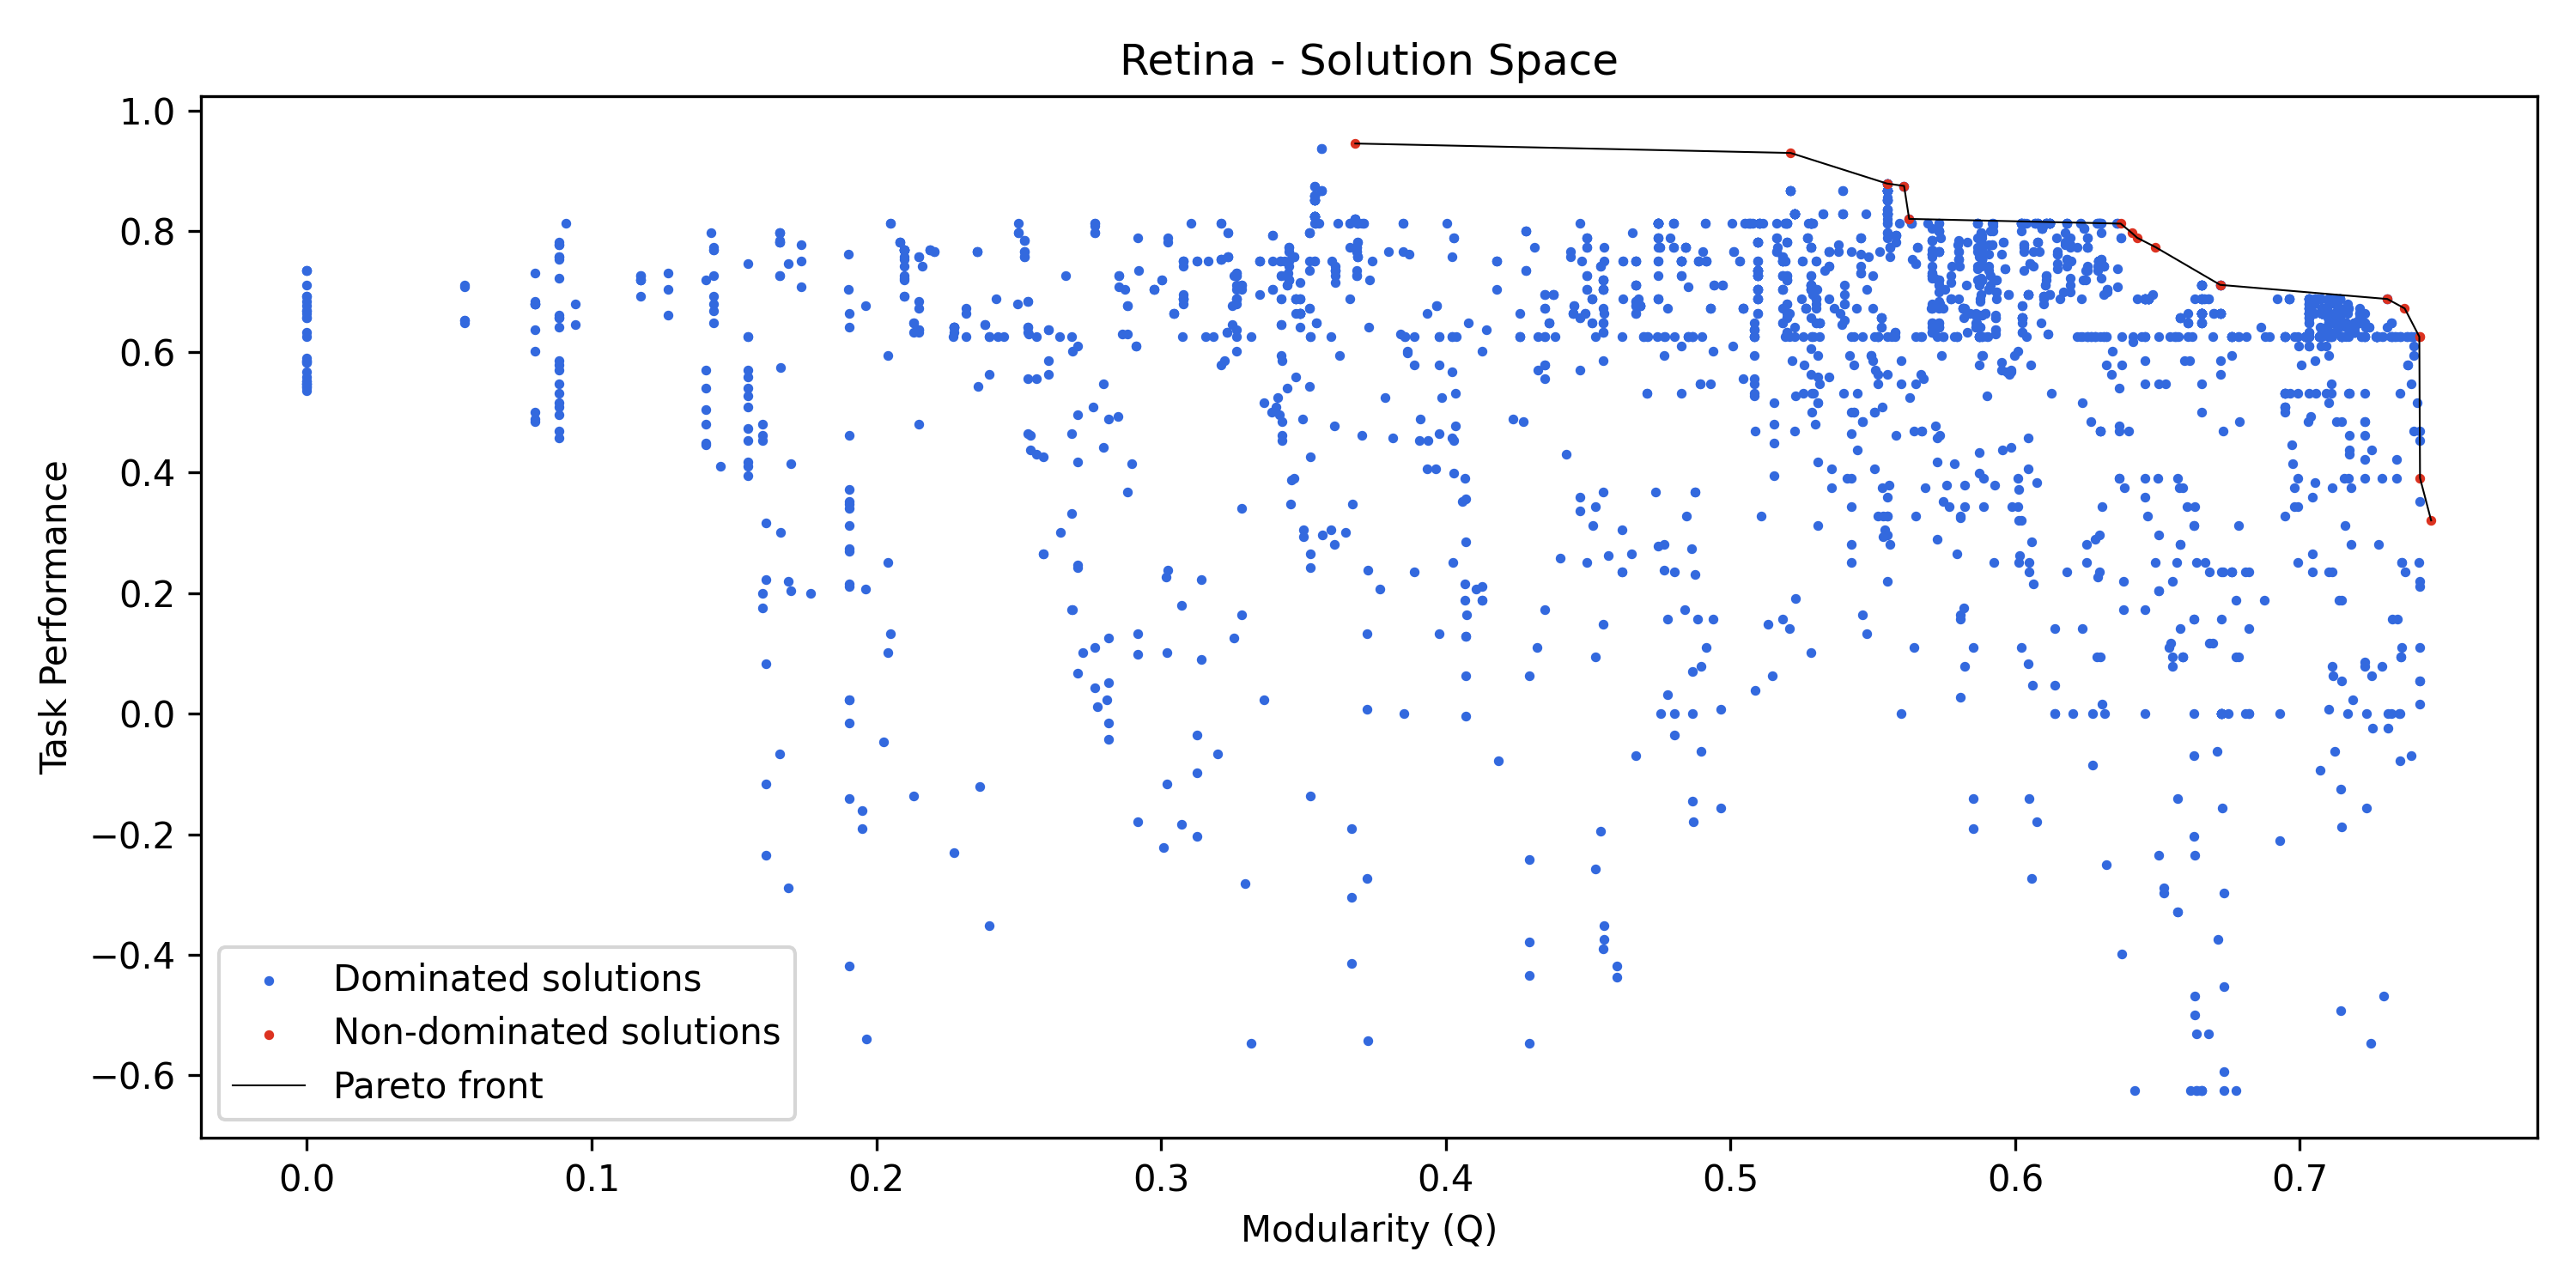 Retina - Solution Space
1.0
0.8
0.6
0.4
0.2
0.0
−0.2
−0.4
−0.6
Task Performance
Dominated solutions
Non-dominated solutions
Pareto front
0.0 0.1 0.2 0.3 0.4 0.5 0.6 0.7
Modularity (Q)